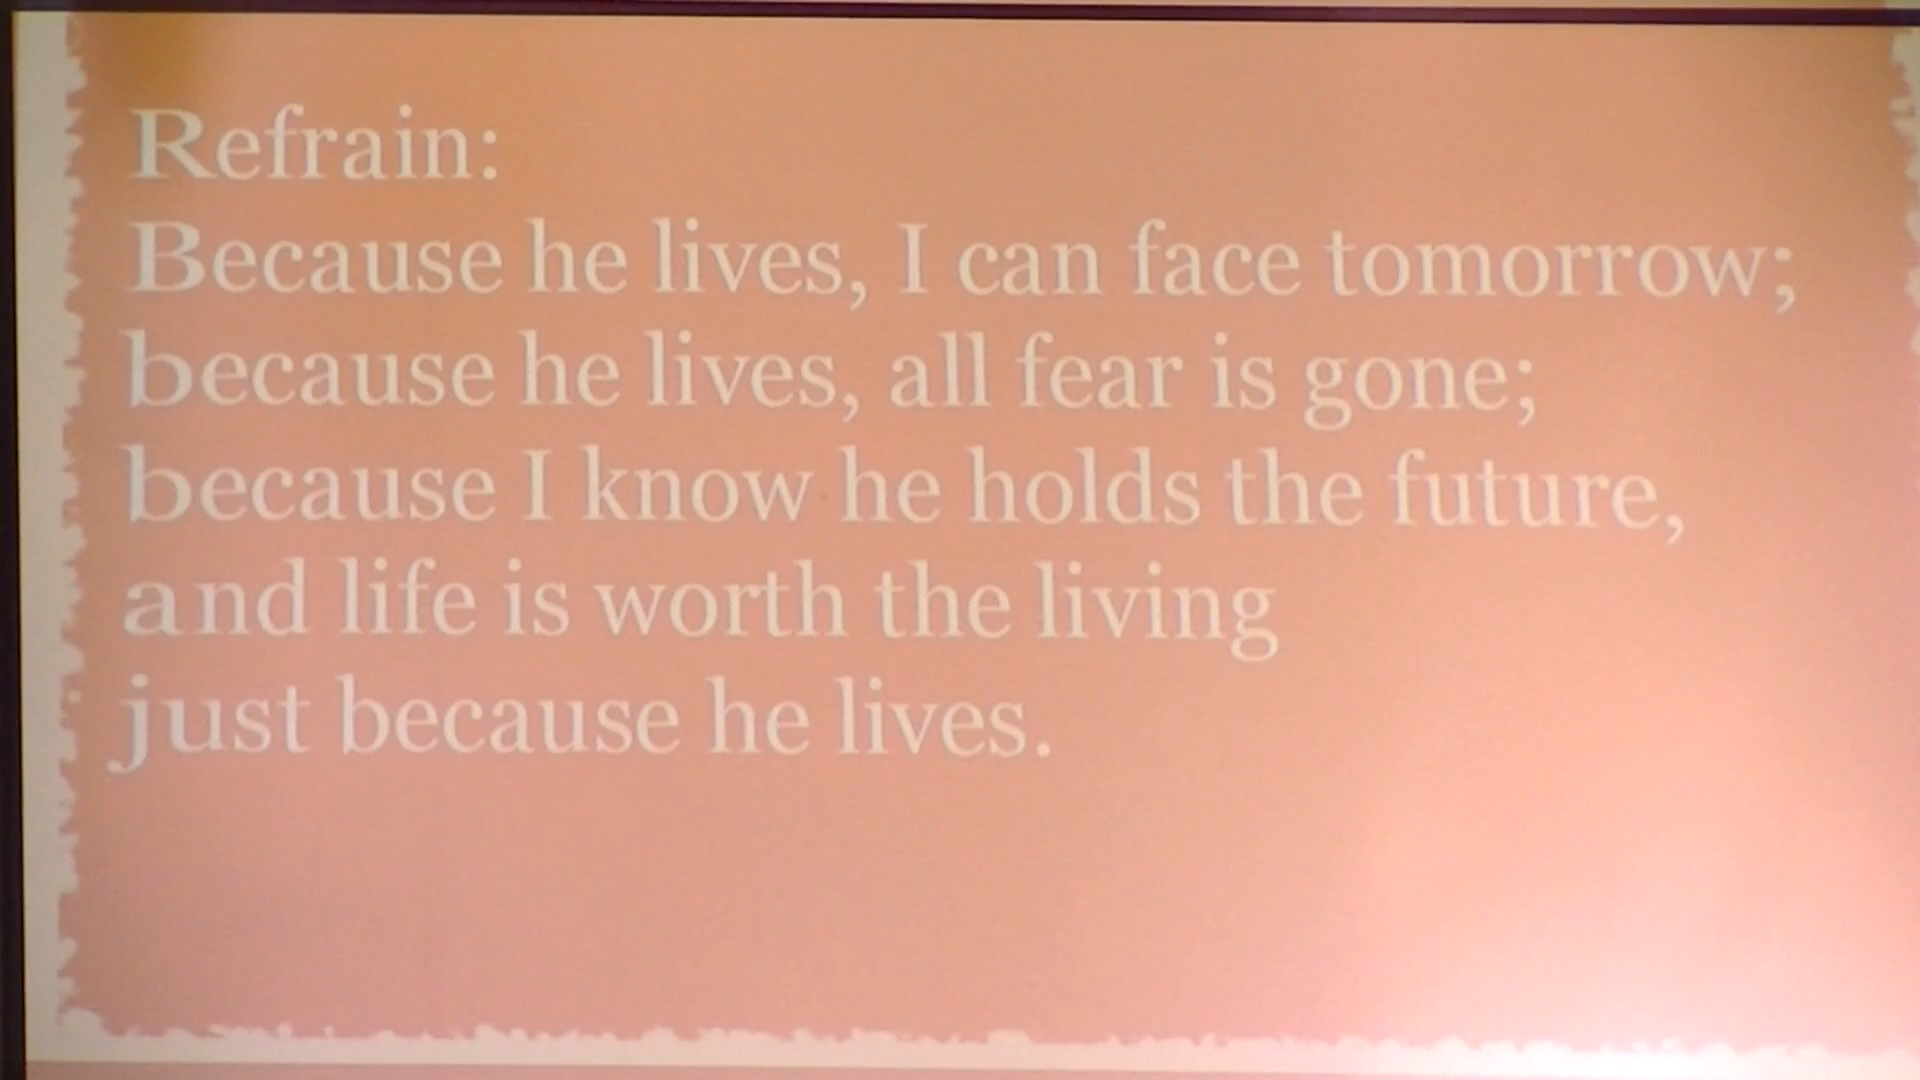 Refrain:
Because he lives, I can face tomorrow;
because he lives, all fear is gone;
because I know he holds the future,
and life is worth the living
just because he lives.